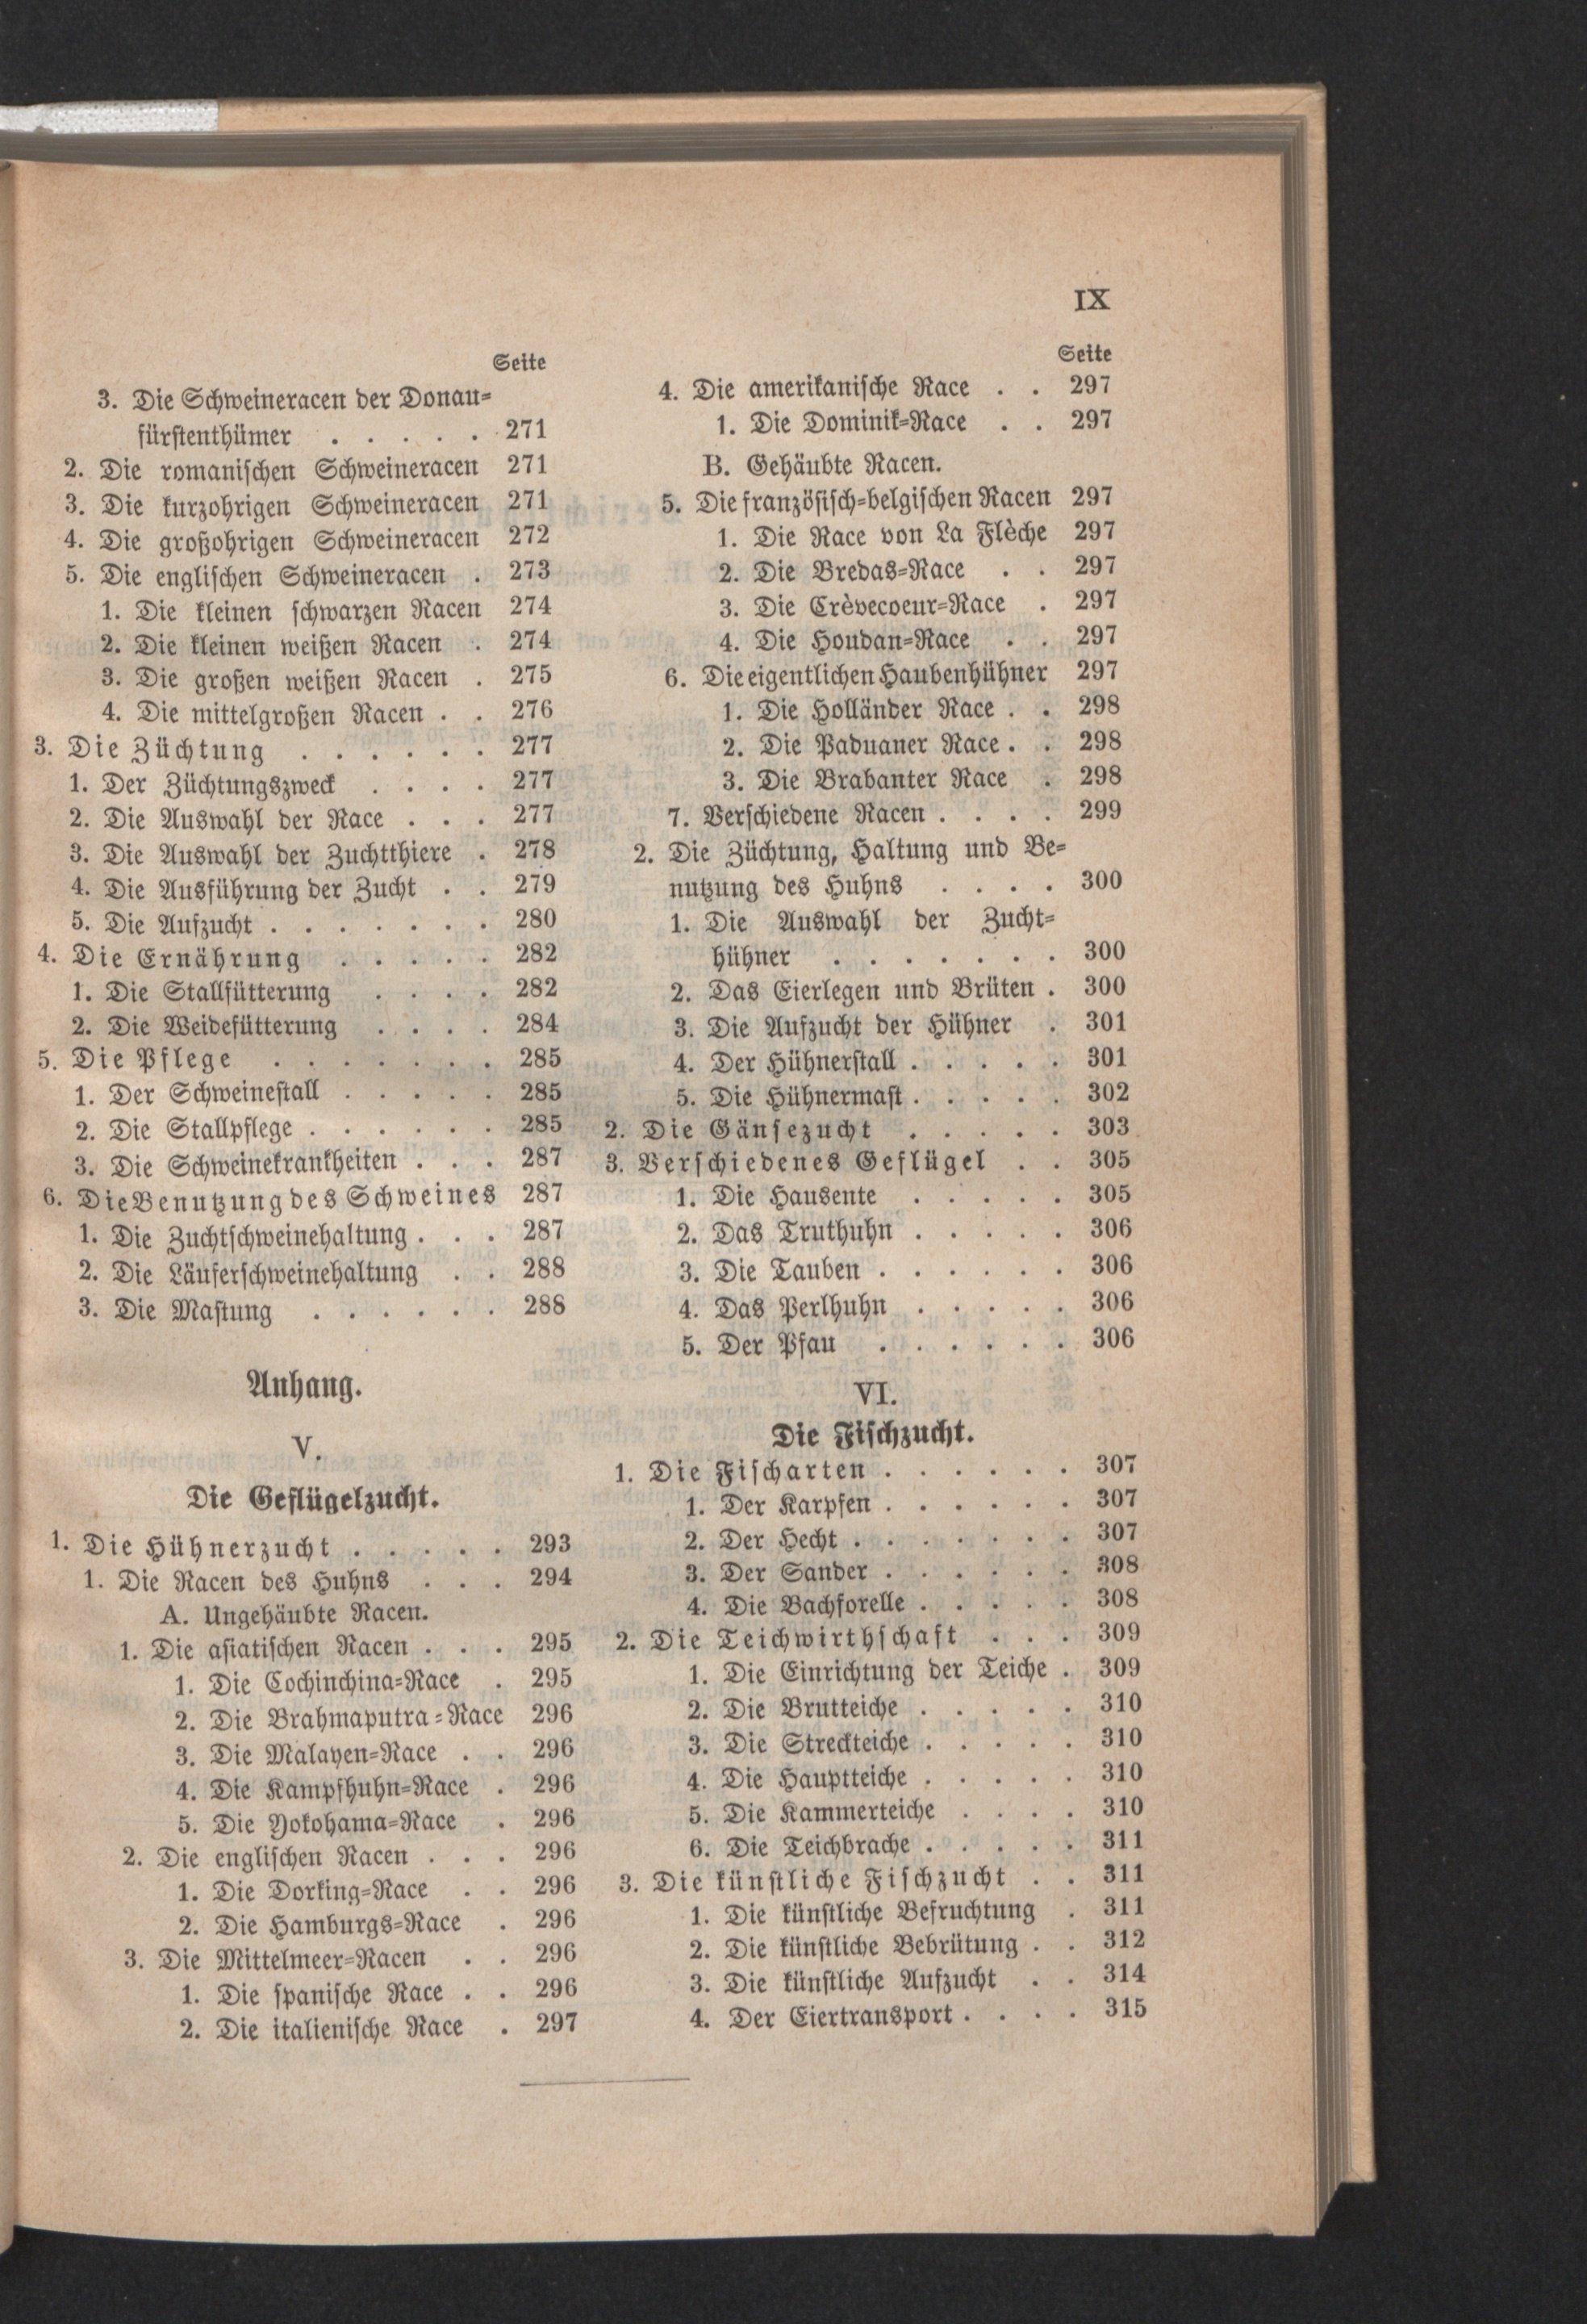 IX
Seite
3. Die Schweineracen der Donau-
fürstenthümer . . . . . 271
2. Die romanischen Schweineracen 271
3. Die kurzohrigen Schweineracen 271
4. Die großohrigen Schweineracen 272
5. Die englischen Schweineracen . 273
1. Die kleinen schwarzen Racen 274
2. Die kleinen weißen Racen . 274
3. Die großen weißen Racen . 275
4. Die mittelgroßen Racen . . 276
3. Die Züchtung . . . . . . 277
1. Der Züchtungszweck . . . . 277
2. Die Auswahl der Race . . . 277
3. Die Auswahl der Zuchtthiere . 278
4. Die Ausführung der Zucht . . 279
5. Die Aufzucht . . . . . . . 280
4. Die Ernährung . . . . . 282
1. Die Stallfütterung . . . . 282
2. Die Weidefütterung . . . . 284
5. Die Pflege . . . . . . . 285
1. Der Schweinestall . . . . . 285
2. Die Stallpflege . . . . . . 285
3. Die Schweinekrankheiten . . . 287
6. Die Benutzung des Schweines 287
1. Die Zuchtschweinehaltung . . . 287
2. Die Läuferschweinehaltung . . 288
3. Die Mastung . . . . . . 288
Anhang.
V.
Die Geflügelzucht.
1. Die Hühnerzucht . . . . . 293
1. Die Racen des Huhns . . . 294
A. Ungehäubte Racen.
1. Die asiatischen Racen . . . 295
1. Die Cochinchina-Race . 295
2. Die Brahmaputra-Race 296
3. Die Malayen-Race . . 296
4. Die Kampfhuhn-Race . 296
5. Die Yokohama-Race . 296
2. Die englischen Racen . . . 296
1. Die Dorking-Race . . 296
2. Die Hamburgs-Race . 296
3. Die Mittelmeer-Racen . . 296
1. Die spanische Race . . 296
2. Die italienische Race . 297
Seite
4. Die amerikanische Race . . 297
1. Die Dominik-Race . . 297
B. Gehäubte Racen.
5. Die französisch-belgischen Racen 297
1. Die Race von La Flèche 297
2. Die Bredas-Race . . 297
3. Die Crèvecoeur-Race . 297
4. Die Houdan-Race . . 297
6. Die eigentlichen Haubenhühner 297
1. Die Holländer Race . . 298
2. Die Paduaner Race . . 298
3. Die Brabanter Race . 298
7. Verschiedene Racen . . . . 299
2. Die Züchtung, Haltung und Be-
nutzung des Huhns . . . . 300
1. Die Auswahl der Zucht-
hühner . . . . . . . 300
2. Das Eierlegen und Brüten . 300
3. Die Aufzucht der Hühner . 301
4. Der Hühnerstall . . . . . 301
5. Die Hühnermast . . . . . 302
2. Die Gänsezucht . . . . . 303
3. Verschiedenes Geflügel . . 305
1. Die Hausente . . . . . 305
2. Das Truthuhn . . . . . 306
3. Die Tauben . . . . . . 306
4. Das Perlhuhn . . . . . 306
5. Der Pfau . . . . . . 306
VI.
Die Fischzucht.
1. Die Fischarten . . . . . . 307
1. Der Karpfen . . . . . . 307
2. Der Hecht . . . . . . . 307
3. Der Sander . . . . . . 308
4. Die Bachforelle . . . . . 308
2. Die Teichwirthschaft . . . 309
1. Die Einrichtung der Teiche . 309
2. Die Brutteiche . . . . . 310
3. Die Streckteiche . . . . . 310
4. Die Hauptteiche . . . . . 310
5. Die Kammerteiche . . . . 310
6. Die Teichbrache . . . . . 311
3. Die künstliche Fischzucht . . 311
1. Die künstliche Befruchtung . 311
2. Die künstliche Bebrütung . . 312
3. Die künstliche Aufzucht . . 314
4. Der Eiertransport . . . . 315